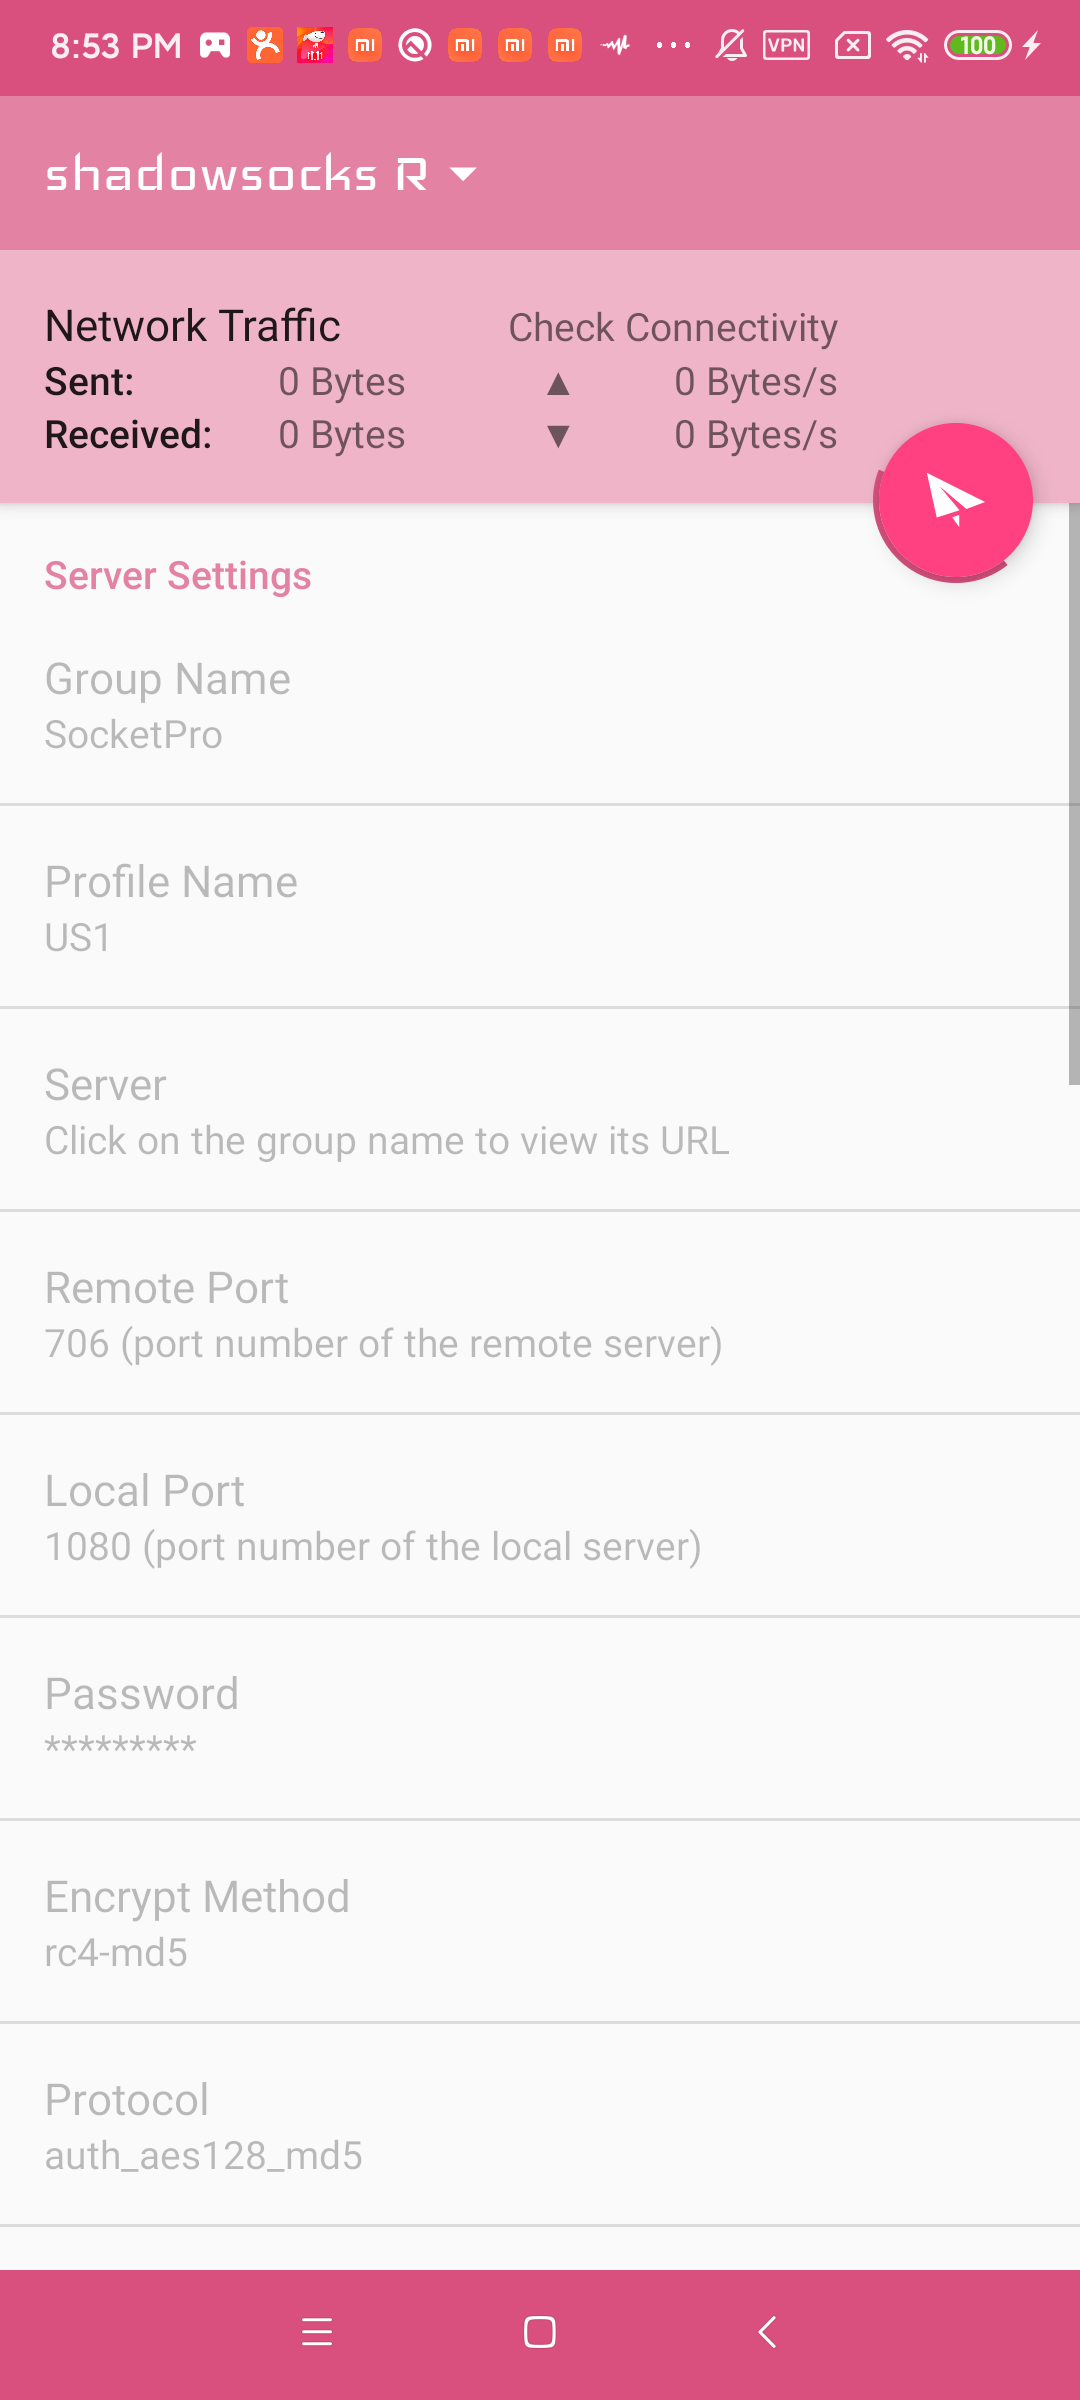 8:53 PM
VPN
100
shadowsocks R
Network Traffic
Check Connectivity
Sent: 0 Bytes ▲ 0 Bytes/s
Received: 0 Bytes ▼ 0 Bytes/s
Server Settings
Group Name
SocketPro
Profile Name
US1
Server
Click on the group name to view its URL
Remote Port
706 (port number of the remote server)
Local Port
1080 (port number of the local server)
Password
*********
Encrypt Method
rc4-md5
Protocol
auth_aes128_md5